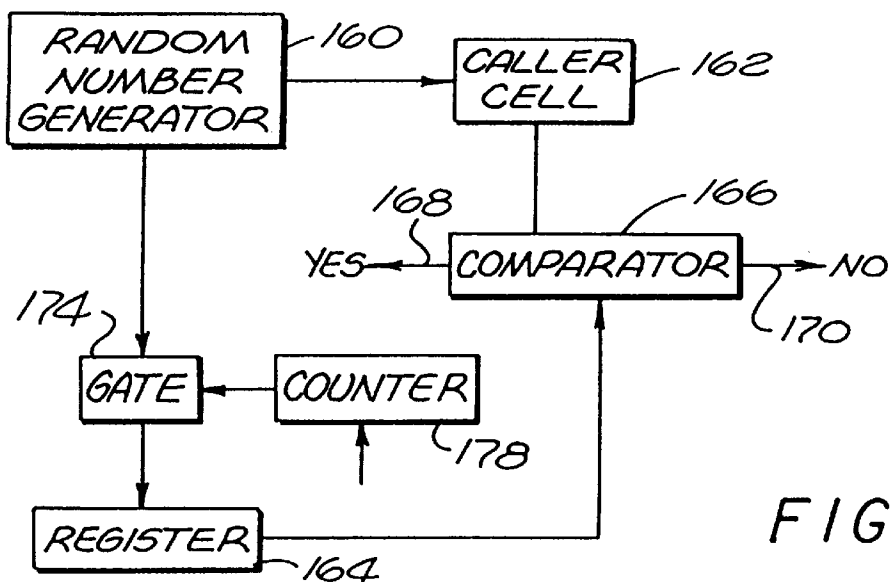 RANDOM
NUMBER
GENERATOR
160
CALLER
CELL
162
166
168
YES
COMPARATOR
NO
170
174
GATE
COUNTER
178
REGISTER
164
FIG